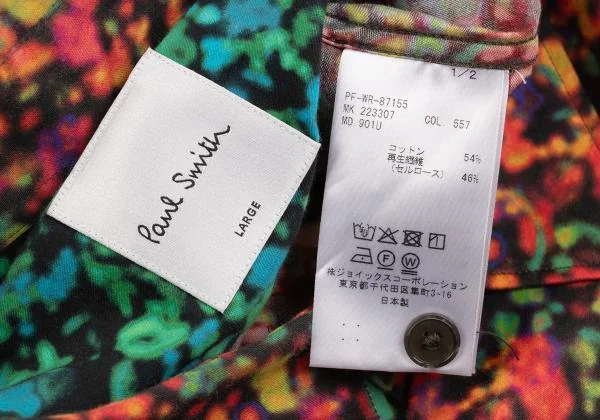 Paul Smith
LARGE
1/2
PF-WR-87155
MK 223307 COL. 557
MD 901U
コットン 54%
再生繊維
(セルロース) 46%
F W
株ジョイックスコーポレーション
東京都千代田区九段3-16
日本製